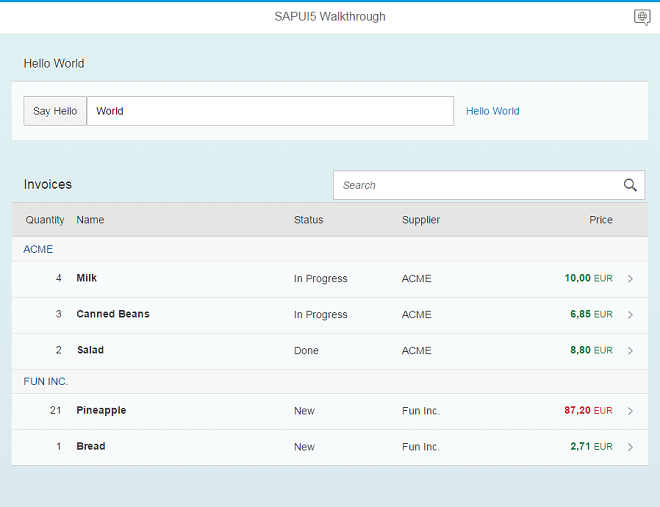 SAPUI5 Walkthrough
Hello World
Say Hello World Hello World
Invoices Search
Quantity Name Status Supplier Price
ACME
4 Milk In Progress ACME 10,00 EUR
3 Canned Beans In Progress ACME 6,85 EUR
2 Salad Done ACME 8,80 EUR
FUN INC.
21 Pineapple New Fun Inc. 87,20 EUR
1 Bread New Fun Inc. 2,71 EUR